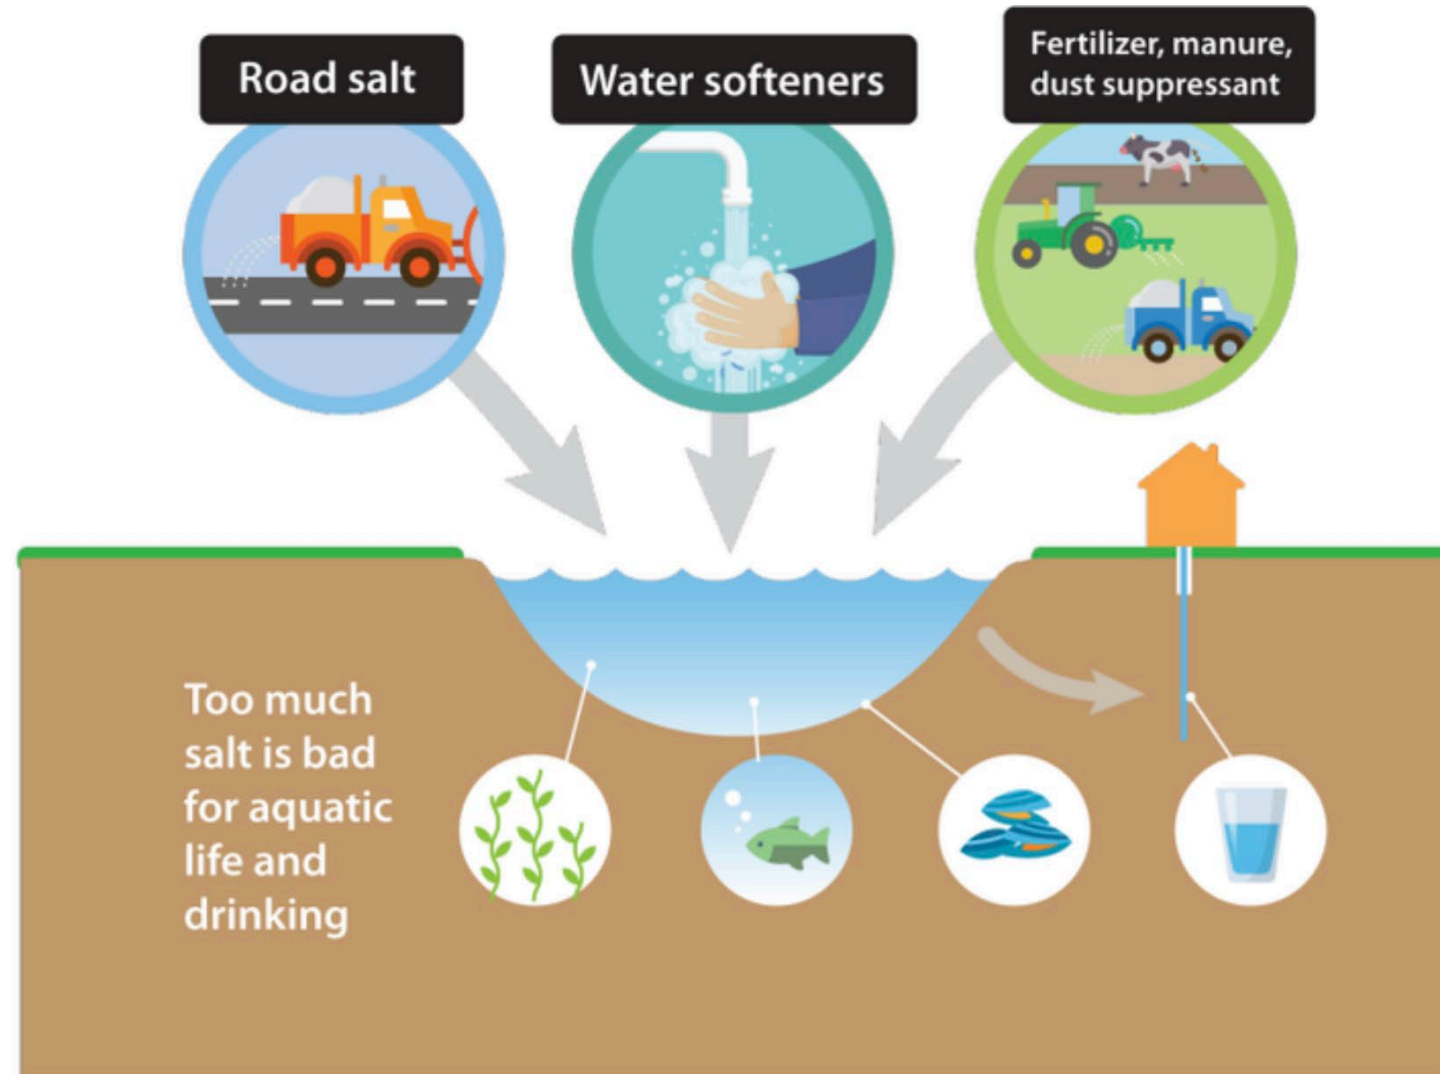 Road salt
Water softeners
Fertilizer, manure,
dust suppressant
Too much
salt is bad
for aquatic
life and
drinking